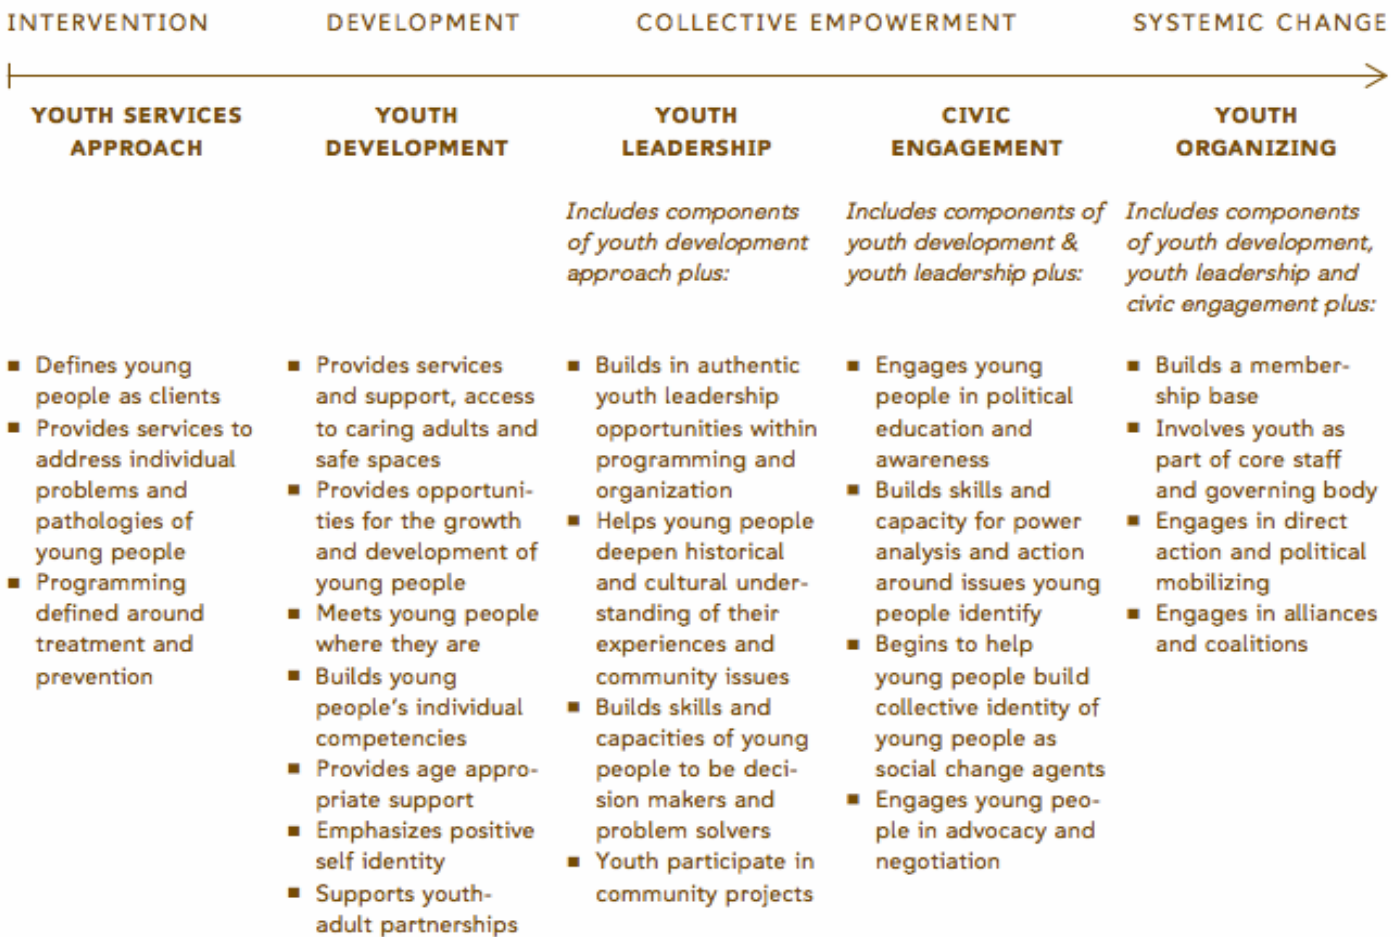 INTERVENTION
DEVELOPMENT
COLLECTIVE EMPOWERMENT
SYSTEMIC CHANGE
YOUTH SERVICES
APPROACH
■ Defines young
people as clients
■ Provides services to
address individual
problems and
pathologies of
young people
■ Programming
defined around
treatment and
prevention
YOUTH
DEVELOPMENT
■ Provides services
and support, access
to caring adults and
safe spaces
■ Provides opportuni-
ties for the growth
and development of
young people
■ Meets young people
where they are
■ Builds young
people's individual
competencies
■ Provides age appro-
priate support
■ Emphasizes positive
self identity
■ Supports youth-
adult partnerships
YOUTH
LEADERSHIP
Includes components
of youth development
approach plus:
■ Builds in authentic
youth leadership
opportunities within
programming and
organization
■ Helps young people
deepen historical
and cultural under-
standing of their
experiences and
community issues
■ Builds skills and
capacities of young
people to be deci-
sion makers and
problem solvers
■ Youth participate in
community projects
CIVIC
ENGAGEMENT
Includes components of
youth development &
youth leadership plus:
■ Engages young
people in political
education and
awareness
■ Builds skills and
capacity for power
analysis and action
around issues young
people identify
■ Begins to help
young people build
collective identity of
young people as
social change agents
■ Engages young peo-
ple in advocacy and
negotiation
YOUTH
ORGANIZING
Includes components
of youth development,
youth leadership and
civic engagement plus:
■ Builds a member-
ship base
■ Involves youth as
part of core staff
and governing body
■ Engages in direct
action and political
mobilizing
■ Engages in alliances
and coalitions